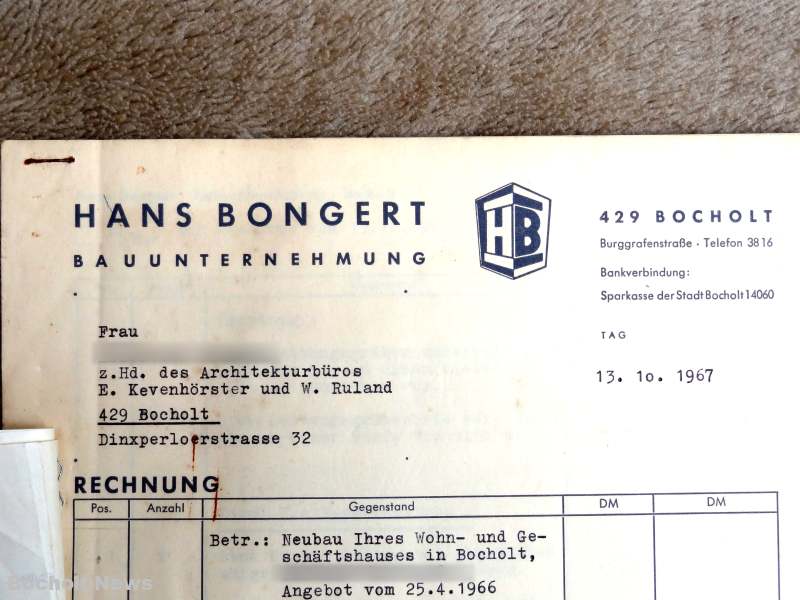 HANS BONGERT
BAUUNTERNEHMUNG
HB
429 BOCHOLT
Burggrafenstraße · Telefon 3816
Bankverbindung:
Sparkasse der Stadt Bocholt 14060
TAG
13. 10. 1967
Frau
z.Hd. des Architekturbüros
E. Kevenhörster und W. Ruland
429 Bocholt
Dinxperloerstrasse 32
RECHNUNG
Pos. Anzahl Gegenstand DM DM
Betr.: Neubau Ihres Wohn- und Ge-
schäftshauses in Bocholt,
Angebot vom 25.4.1966
Bocholt News